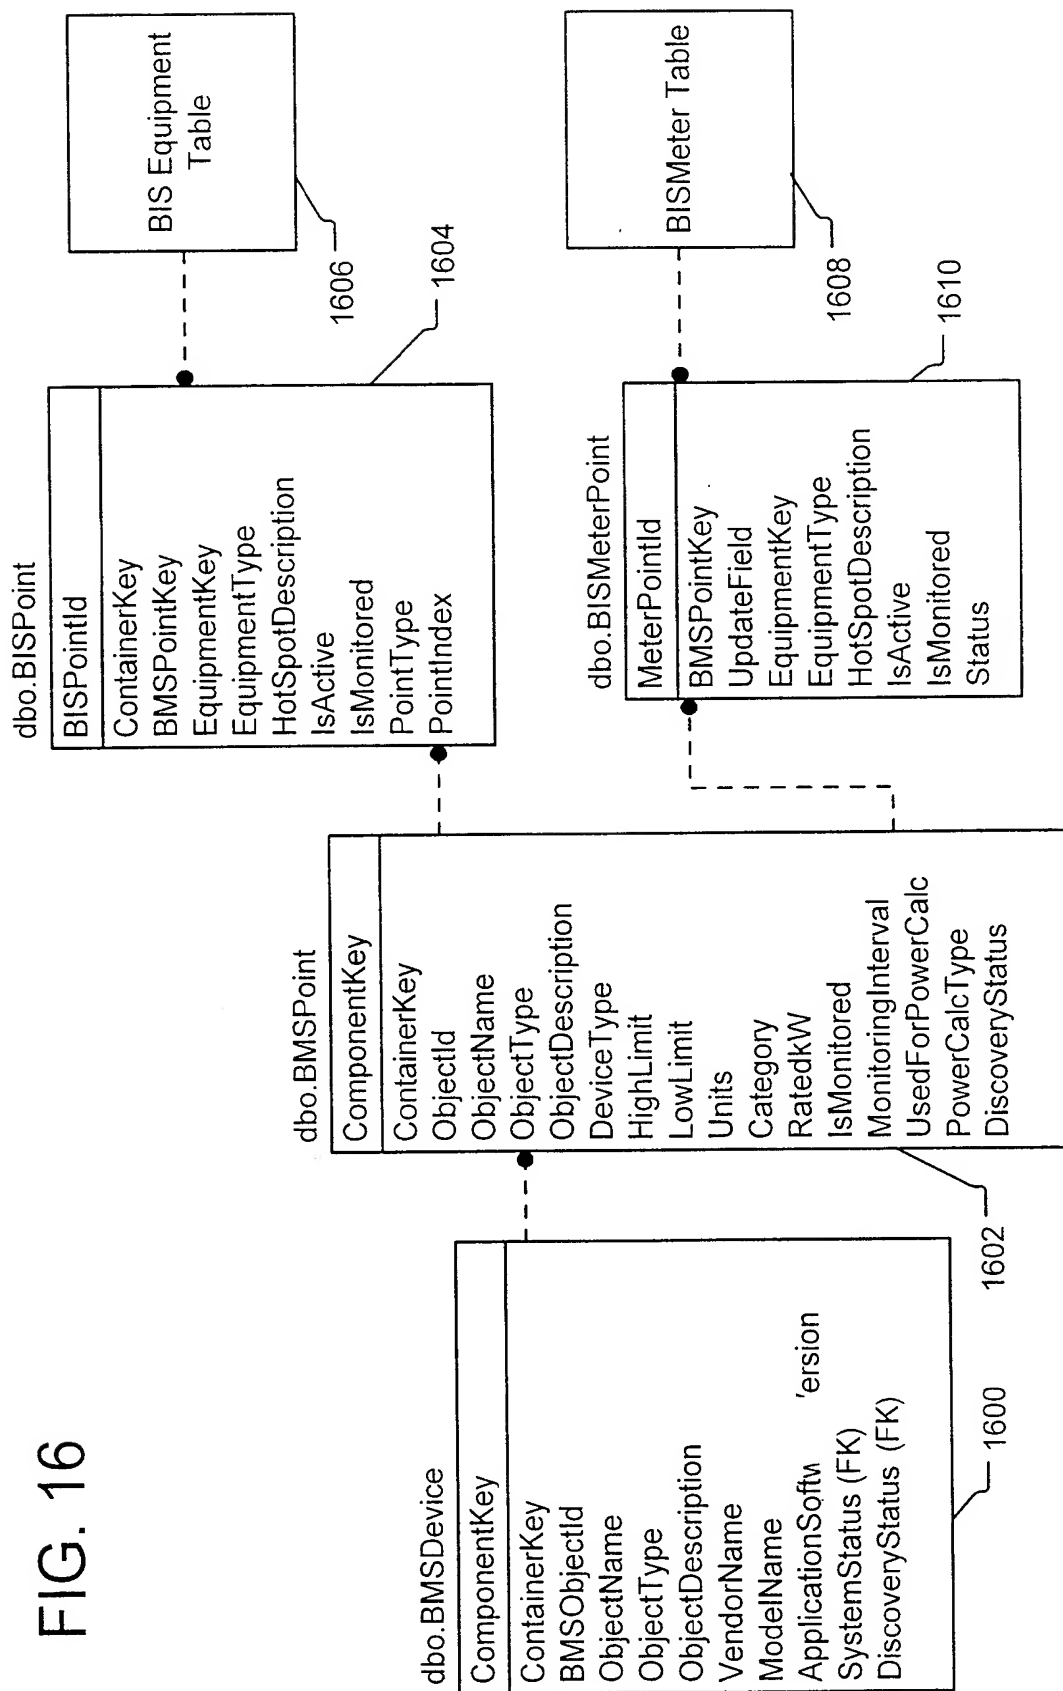 FIG. 16
dbo.BMSDevice
ComponentKey
ContainerKey
BMSObjectId
ObjectName
ObjectType
ObjectDescription
VendorName
ModelName
SystemStatus (FK)
DiscoveryStatus (FK)
1600
dbo.BMSPoint
ComponentKey
ContainerKey
ObjectId
ObjectName
ObjectType
ObjectDescription
DeviceType
HighLimit
LowLimit
Units
Category
RatedkW
IsMonitored
MonitoringInterval
UsedForPowerCalc
PowerCalcType
DiscoveryStatus
1602
dbo.BISPoint
BISPointId
ContainerKey
BMSPointKey
EquipmentKey
EquipmentType
HotSpotDescription
IsActive
IsMonitored
PointType
PointIndex
1604
BIS Equipment
Table
1606
dbo.BISMeterPoint
MeterPointId
BMSPointKey
UpdateField
EquipmentKey
EquipmentType
HotSpotDescription
IsActive
IsMonitored
Status
1610
BISMeter Table
1608